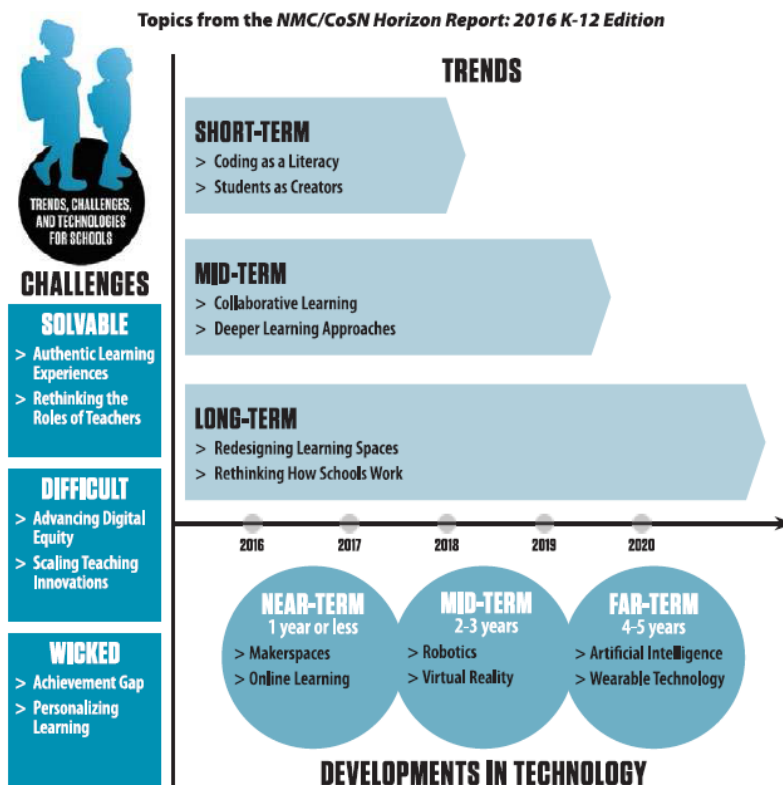 Topics from the NMC/CoSN Horizon Report: 2016 K-12 Edition
TRENDS, CHALLENGES,
AND TECHNOLOGIES
FOR SCHOOLS
CHALLENGES
SOLVABLE
> Authentic Learning
Experiences
> Rethinking the
Roles of Teachers
DIFFICULT
> Advancing Digital
Equity
> Scaling Teaching
Innovations
WICKED
> Achievement Gap
> Personalizing
Learning
TRENDS
SHORT-TERM
> Coding as a Literacy
> Students as Creators
MID-TERM
> Collaborative Learning
> Deeper Learning Approaches
LONG-TERM
> Redesigning Learning Spaces
> Rethinking How Schools Work
2016 2017 2018 2019 2020
NEAR-TERM
1 year or less
> Makerspaces
> Online Learning
MID-TERM
2-3 years
> Robotics
> Virtual Reality
FAR-TERM
4-5 years
> Artificial Intelligence
> Wearable Technology
DEVELOPMENTS IN TECHNOLOGY